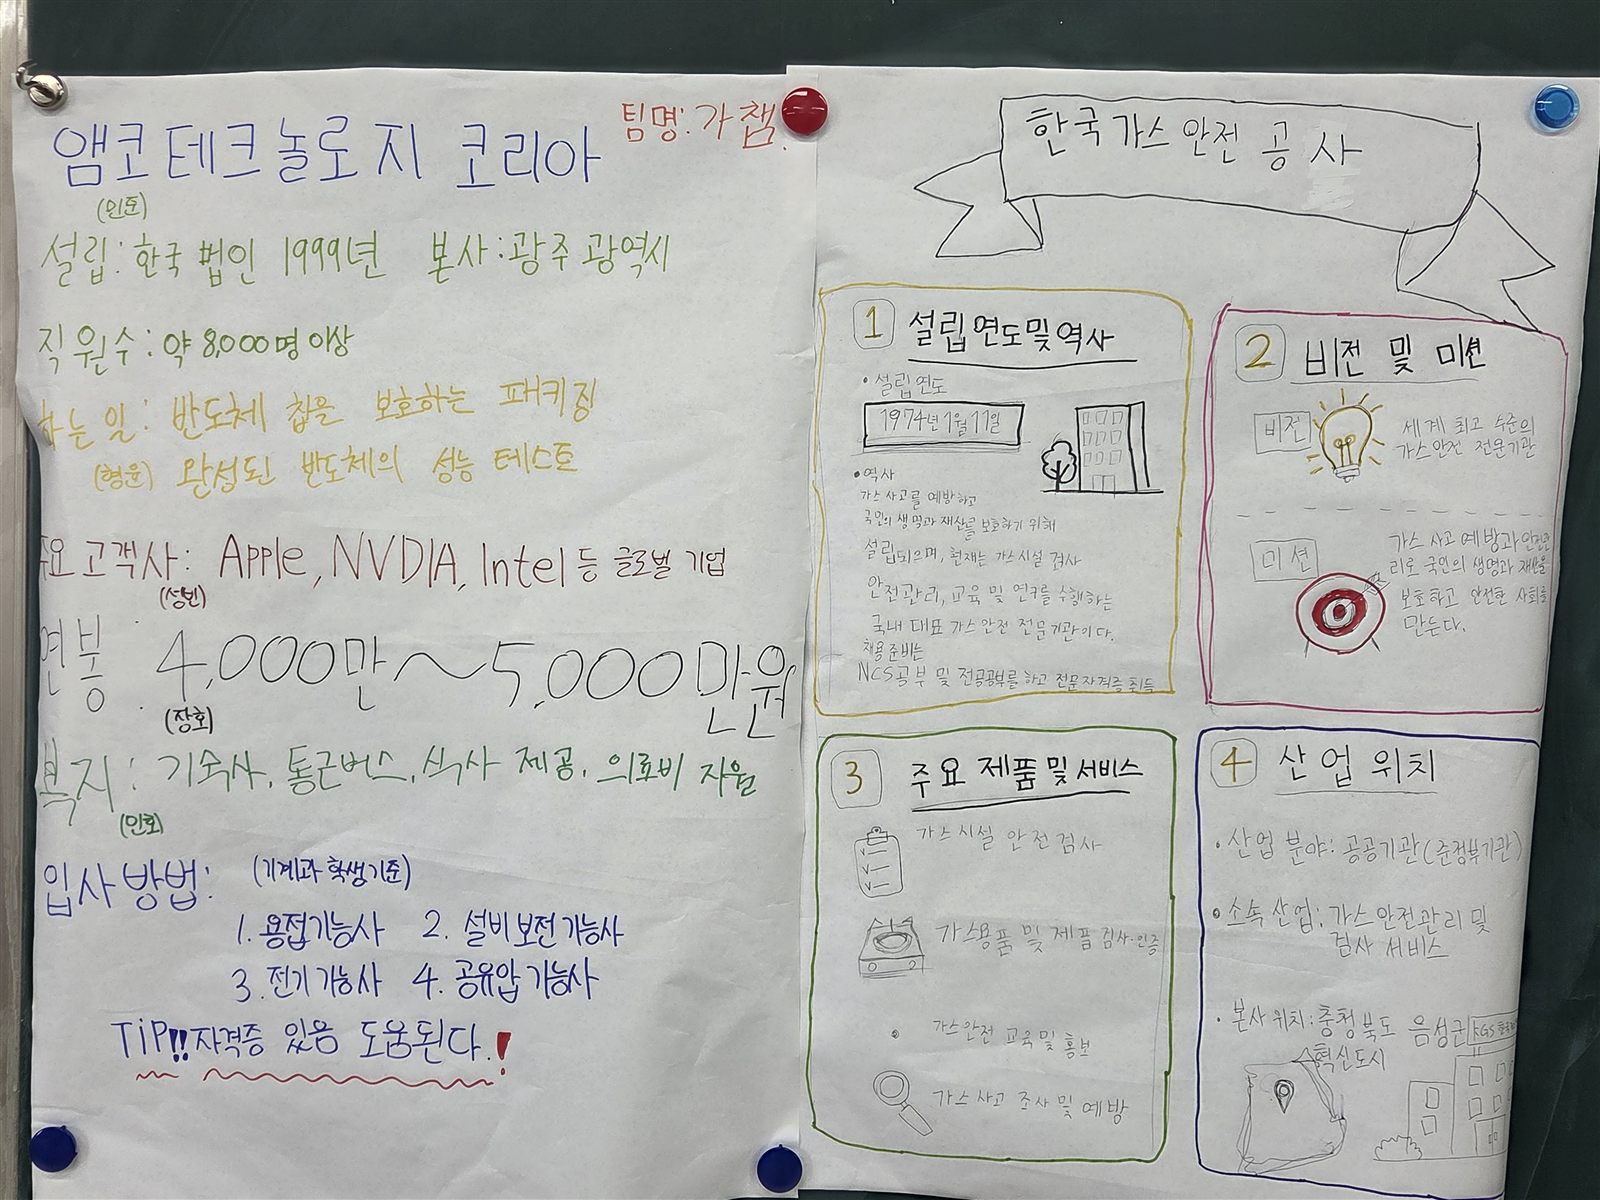 앰코테크놀로지 코리아
팀명:가챔.
설립: 한국 법인 1999년 본사:광주 광역시
직원수: 약 8,000명 이상
하는 일: 반도체 칩을 보호하는 패키징
(형윤) 완성된 반도체의 성능 테스트
주요 고객사: Apple, NVDIA, Intel 등 글로벌 기업
(성빈)
연봉: 4,000만~5,000만원
(장호)
복지: 기숙사, 통근버스, 식사 제공, 의료비 지원
(민호)
입사방법: (기계과 학생기준)
1. 용접기능사 2. 설비보전기능사
3. 전기기능사 4. 공유압기능사
TiP!! 자격증 있음 도움된다.!
한국가스안전공사
1 설립연도및역사
• 설립연도
1974년 1월 11일
• 역사
가스 사고를 예방하고
국민의 생명과 재산를 보호하기 위해
설립되으며, 현재는 가스시설 검사
안전관리, 교육 및 연구를 수행하는
국내 대표 가스안전 전문기관이다.
채용준비는
NCS공부 및 전공공부를 하고 전문자격증 취득
2 비전 및 미션
비전
세계 최고 수준의
가스안전 전문기관
미션
가스 사고 예방과 안전관
리로 국민의 생명과 재산을
보호하고 안전한 사회를
만든다.
3 주요 제품 및 서비스
가스시설 안전검사
가스용품 및 제품 검사·인증
• 가스안전 교육 및 홍보
가스 사고 조사 및 예방
4 산업 위치
• 산업 분야: 공공기관(준정부기관)
• 소속 산업: 가스안전관리 및
검사 서비스
• 본사 위치: 충청북도 음성군
혁신도시
KGS